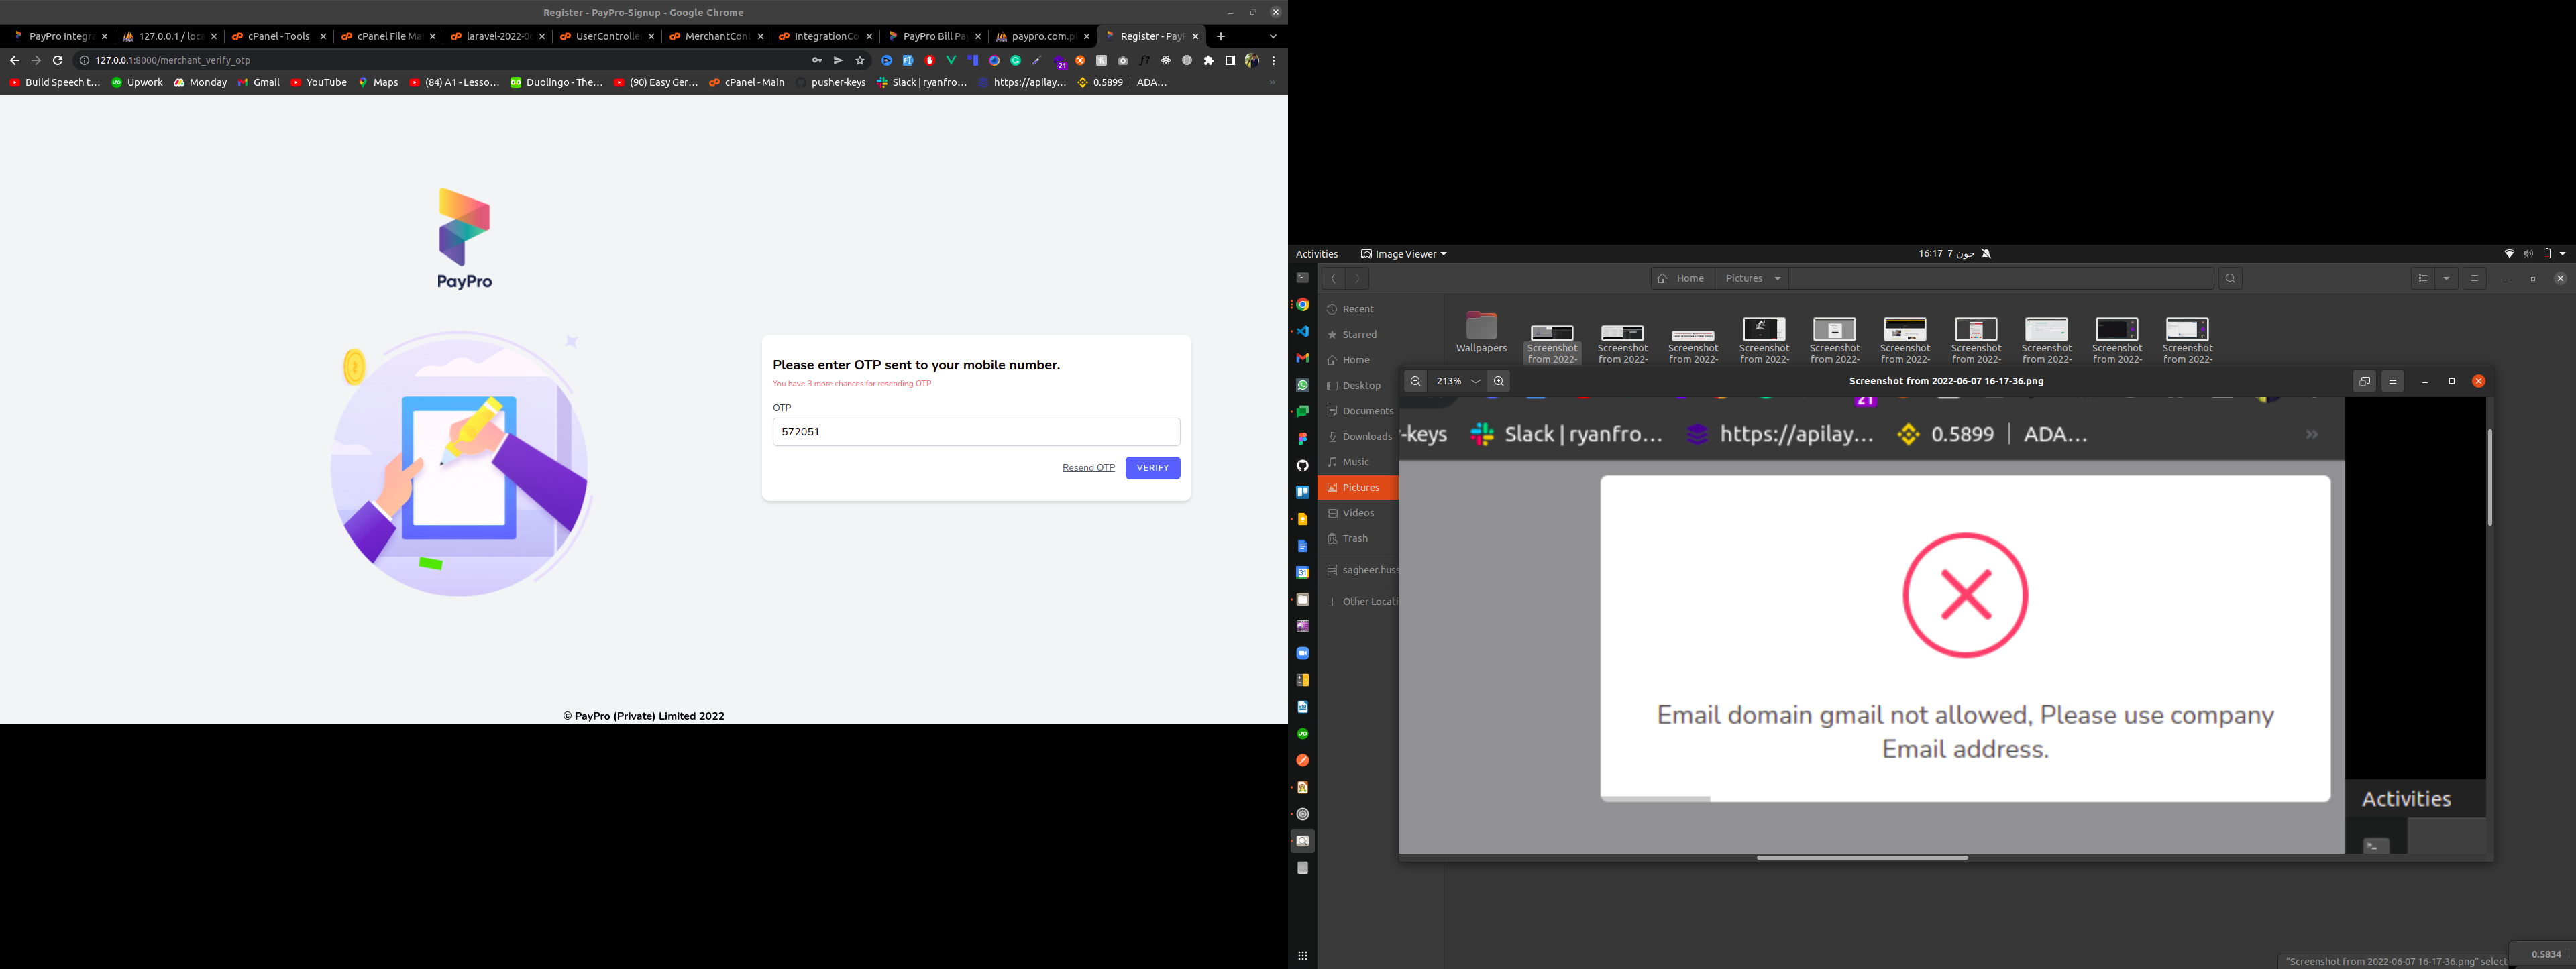 Register - PayPro-Signup - Google Chrome
PayPro Integra
127.0.0.1 / loca
cPanel - Tools
cPanel File Ma
laravel-2022-0
UserControlle
MerchantCont
IntegrationCo
PayPro Bill Pa
paypro.com.p
Register - PayP
127.0.0.1:8000/merchant_verify_otp
21
Build Speech t...
Upwork
Monday
Gmail
YouTube
Maps
(84) A1 - Lesso...
Duolingo - The...
(90) Easy Ger...
cPanel - Main
pusher-keys
Slack | ryanfro...
https://apilay...
0.5899 | ADA...
PayPro
Please enter OTP sent to your mobile number.
You have 3 more chances for resending OTP
OTP
572051
Resend OTP
VERIFY
© PayPro (Private) Limited 2022
Activities
Image Viewer
16:17 7 جون
Home
Pictures
Recent
Starred
Home
Desktop
Documents
Downloads
Music
Pictures
Videos
Trash
sagheer.huss
Other Locati
Wallpapers
Screenshot from 2022-
Screenshot from 2022-
Screenshot from 2022-
Screenshot from 2022-
Screenshot from 2022-
Screenshot from 2022-
Screenshot from 2022-
Screenshot from 2022-
Screenshot from 2022-
Screenshot from 2022-
213%
Screenshot from 2022-06-07 16-17-36.png
21
-keys
Slack | ryanfro...
https://apilay...
0.5899 | ADA...
Email domain gmail not allowed, Please use company
Email address.
Activities
"Screenshot from 2022-06-07 16-17-36.png" select
0.5834